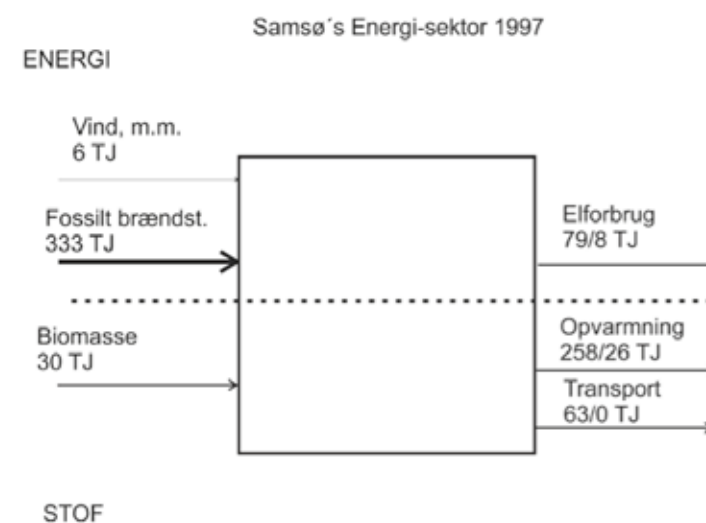 Samsø´s Energi-sektor 1997
ENERGI
Vind, m.m.
6 TJ
Fossilt brændst.
333 TJ
Elforbrug
79/8 TJ
Biomasse
30 TJ
Opvarmning
258/26 TJ
Transport
63/0 TJ
STOF